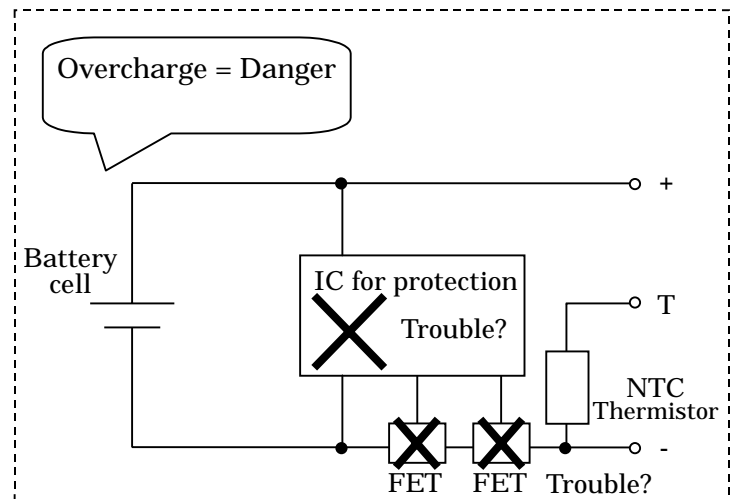 Overcharge = Danger
+
Battery
cell
IC for protection
Trouble?
T
NTC
Thermistor
-
FET
FET
Trouble?